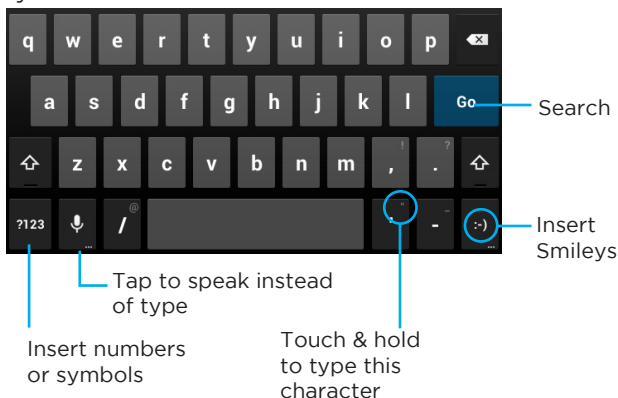 q w e r t y u i o p
a s d f g h j k l Go
Search
! ?
z x c v b n m , .
@ " _
?123 / ' - :-)
... ...
Insert
Smileys
Tap to speak instead
of type
Touch & hold
to type this
character
Insert numbers
or symbols